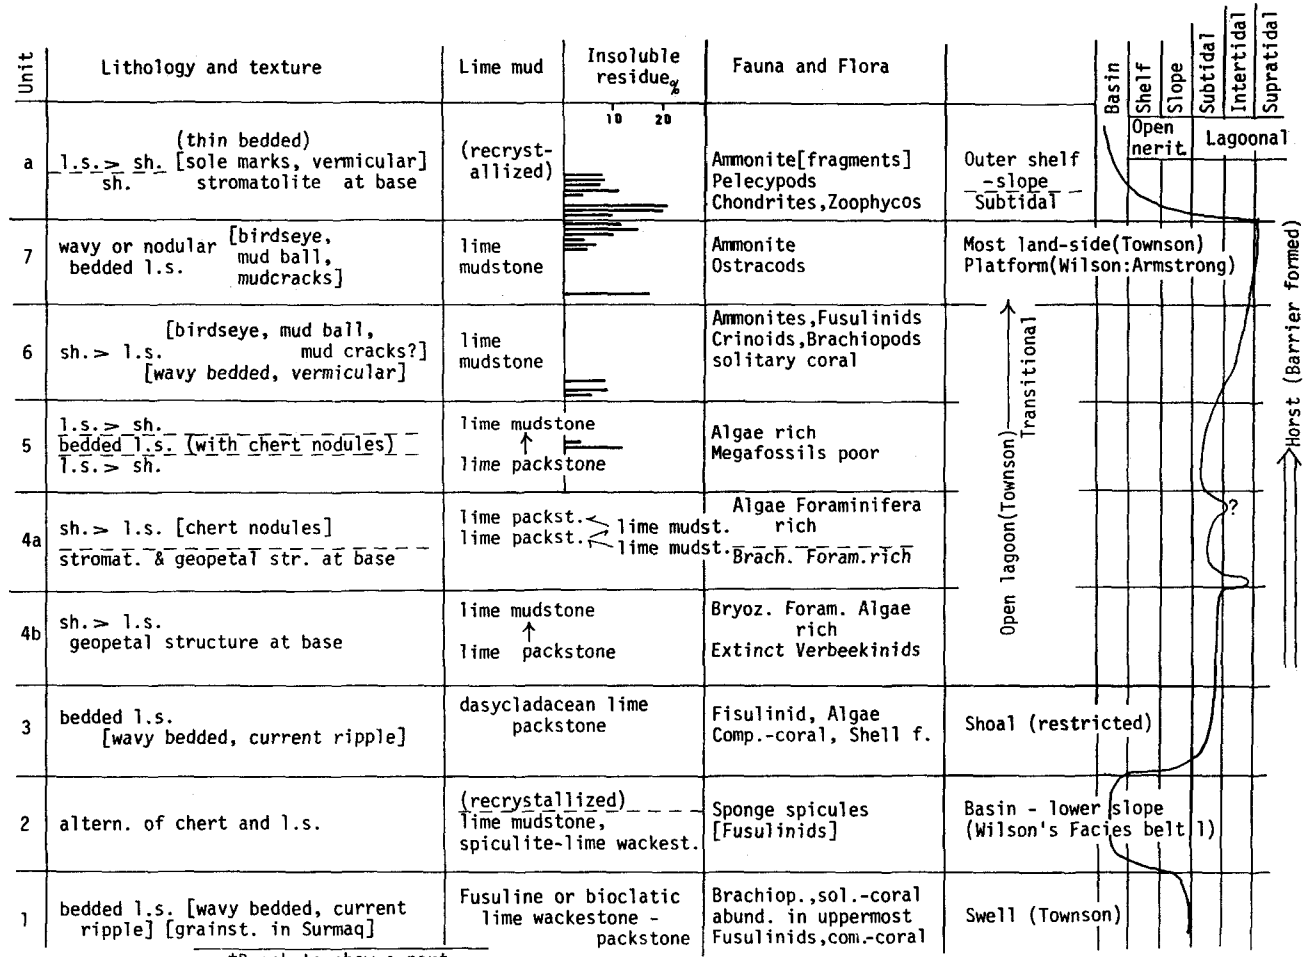 Unit
Lithology and texture
Lime mud
Insoluble
residue%
Fauna and Flora
Basin
Shelf
Slope
Subtidal
Intertidal
Supratidal
Open
nerit.
Lagoonal
10 20
a
(thin bedded)
l.s.> sh. [sole marks, vermicular]
sh. stromatolite at base
(recryst-
allized)
Ammonite[fragments]
Pelecypods
Chondrites,Zoophycos
Outer shelf
-slope
Subtidal
7
wavy or nodular [birdseye,
bedded l.s. mud ball,
mudcracks]
lime
mudstone
Ammonite
Ostracods
Most land-side(Townson)
Platform(Wilson:Armstrong)
6
[birdseye, mud ball,
sh.> l.s. mud cracks?]
[wavy bedded, vermicular]
lime
mudstone
Ammonites,Fusulinids
Crinoids,Brachiopods
solitary coral
5
l.s.> sh.
bedded l.s. (with chert nodules)
l.s.> sh.
lime mudstone
lime packstone
Algae rich
Megafossils poor
4a
sh.> l.s. [chert nodules]
stromat. & geopetal str. at base
lime packst.
lime mudst.
lime packst.
lime mudst.
Algae Foraminifera
rich
Brach. Foram.rich
?
4b
sh.> l.s.
geopetal structure at base
lime mudstone
lime packstone
Bryoz. Foram. Algae
rich
Extinct Verbeekinids
Open lagoon(Townson)
Transitional
Horst (Barrier formed)
3
bedded l.s.
[wavy bedded, current ripple]
dasycladacean lime
packstone
Fisulinid, Algae
Comp.-coral, Shell f.
Shoal (restricted)
2
altern. of chert and l.s.
(recrystallized)
lime mudstone,
spiculite-lime wackest.
Sponge spicules
[Fusulinids]
Basin - lower slope
(Wilson's Facies belt 1)
1
bedded l.s. [wavy bedded, current
ripple] [grainst. in Surmaq]
Fusuline or bioclatic
lime wackestone -
packstone
Brachiop.,sol.-coral
abund. in uppermost
Fusulinids,com.-coral
Swell (Townson)